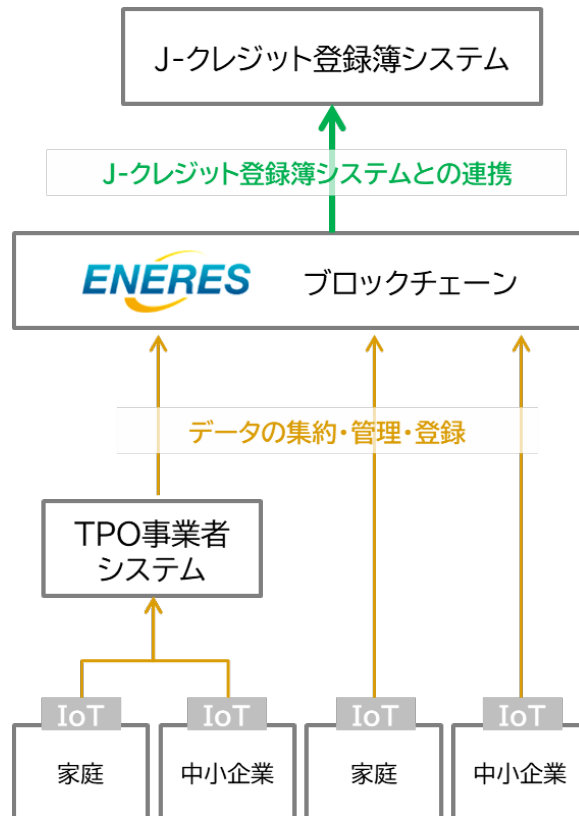 J-クレジット登録簿システム
J-クレジット登録簿システムとの連携
ENERES ブロックチェーン
データの集約・管理・登録
TPO事業者
システム
IoT IoT IoT IoT
家庭 中小企業 家庭 中小企業